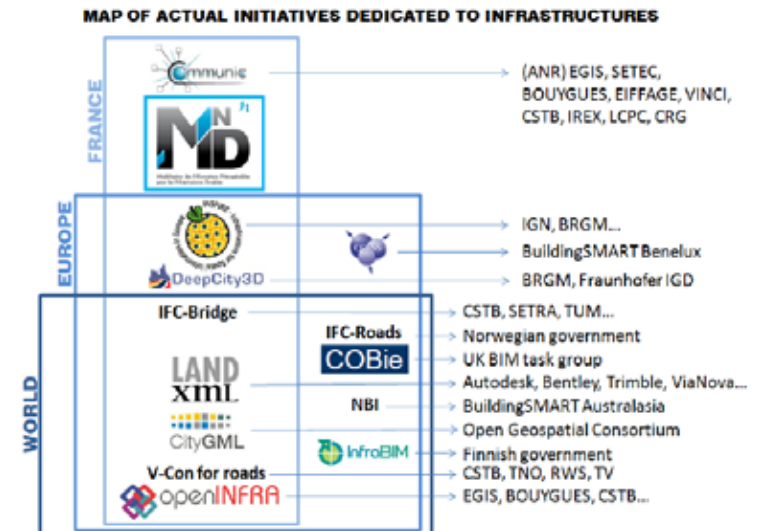 MAP OF ACTUAL INITIATIVES DEDICATED TO INFRASTRUCTURES
FRANCE
Communic
(ANR) EGIS, SETEC,
BOUYGUES, EIFFAGE, VINCI,
CSTB, IREX, LCPC, CRG
MND
EUROPE
IGN, BRGM...
BuildingSMART Benelux
DeepCity3D
BRGM, Fraunhofer IGD
WORLD
IFC-Bridge
CSTB, SETRA, TUM...
IFC-Roads
Norwegian government
COBie
UK BIM task group
LAND
xmL
Autodesk, Bentley, Trimble, ViaNova...
NBI
BuildingSMART Australasia
CityGML
Open Geospatial Consortium
InfraBIM
Finnish government
V-Con for roads
CSTB, TNO, RWS, TV
openINFRA
EGIS, BOUYGUES, CSTB...